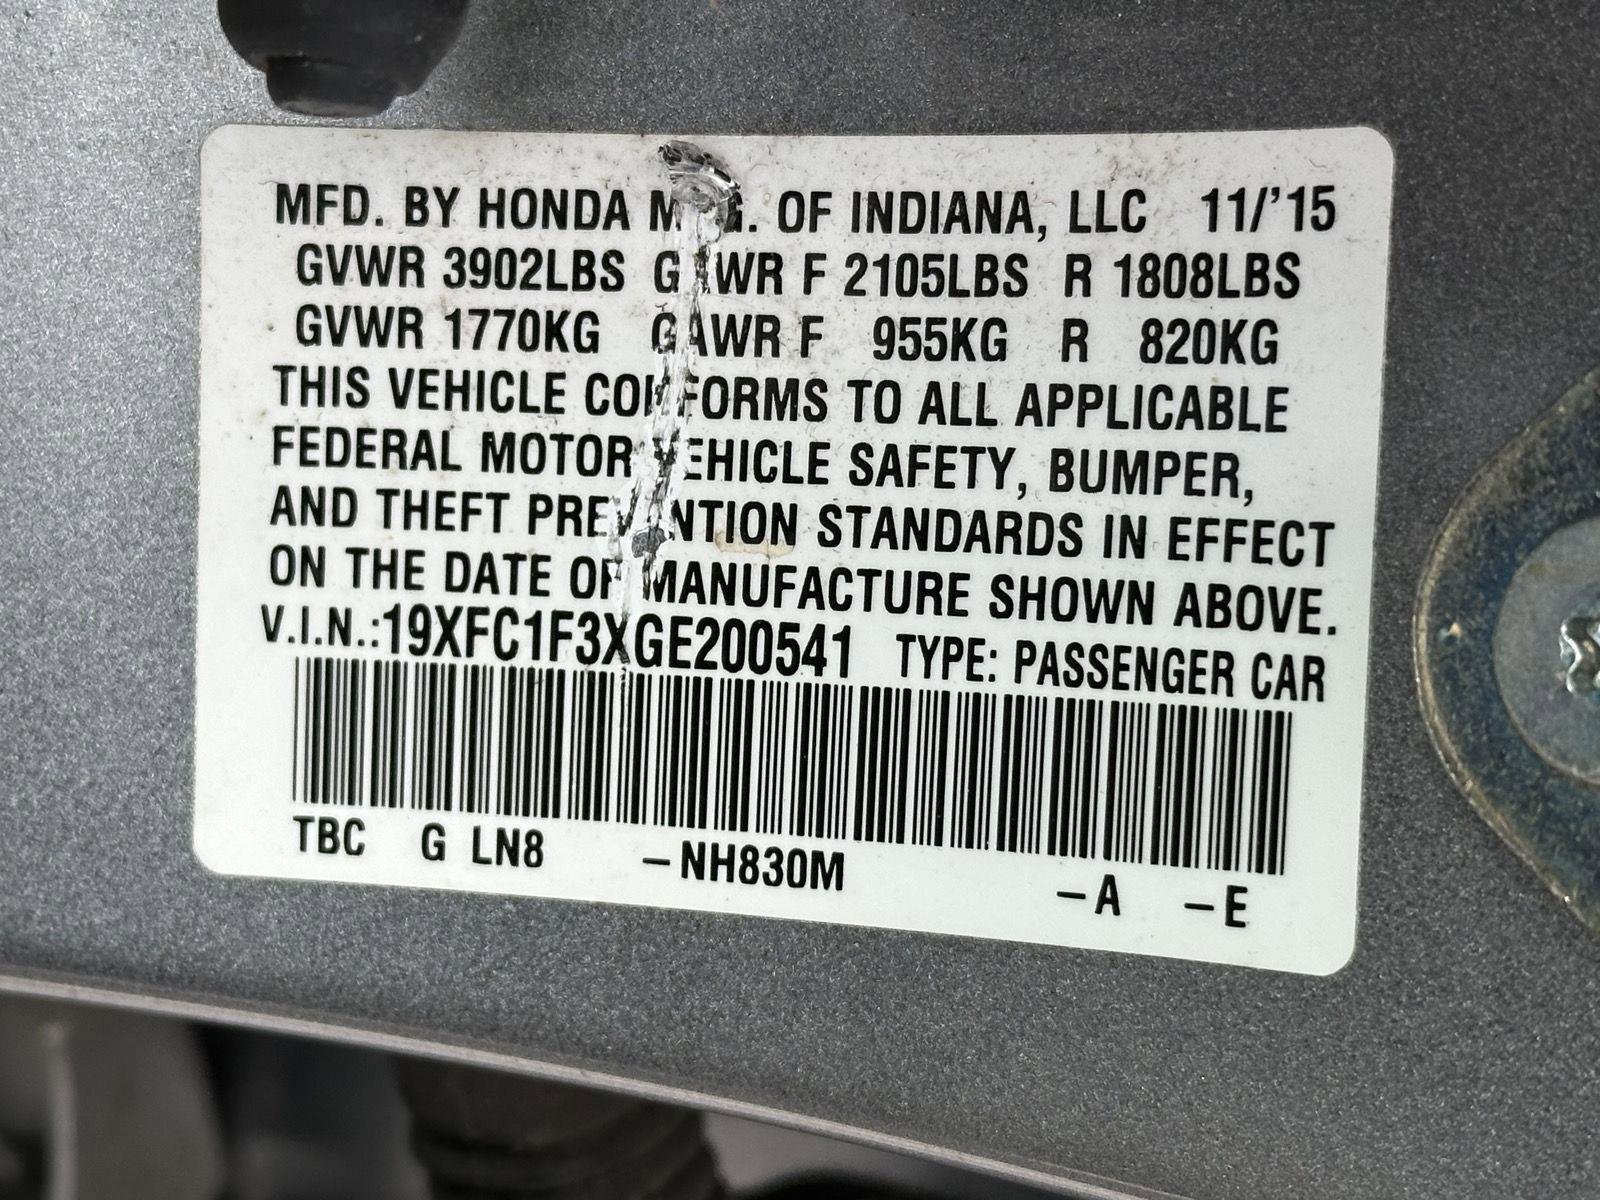 MFD. BY HONDA MFG. OF INDIANA, LLC 11/'15
GVWR 3902LBS GAWR F 2105LBS R 1808LBS
GVWR 1770KG GAWR F 955KG R 820KG
THIS VEHICLE CONFORMS TO ALL APPLICABLE
FEDERAL MOTOR VEHICLE SAFETY, BUMPER,
AND THEFT PREVENTION STANDARDS IN EFFECT
ON THE DATE OF MANUFACTURE SHOWN ABOVE.
V.I.N.:19XFC1F3XGE200541 TYPE: PASSENGER CAR
TBC G LN8 -NH830M -A -E